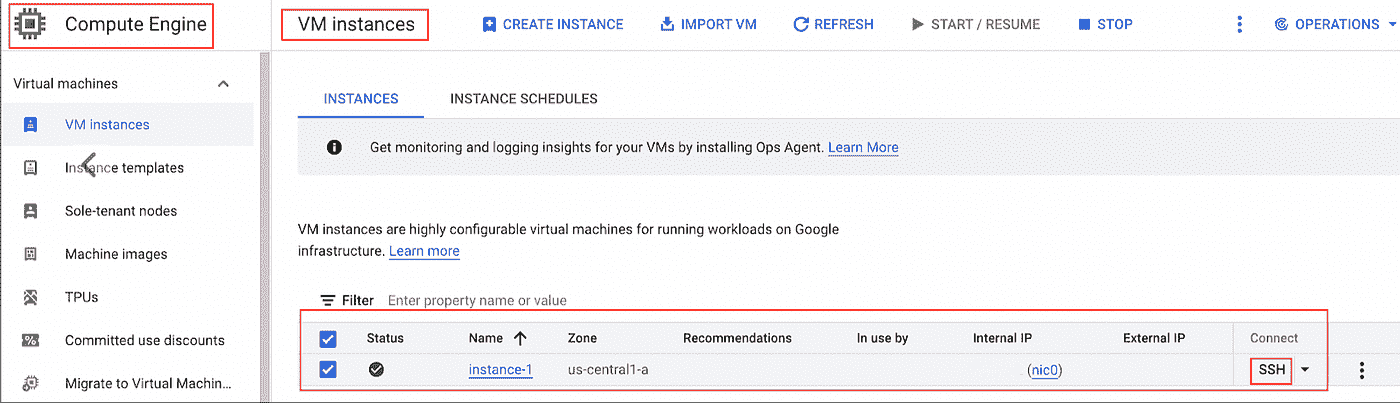 Compute Engine
VM instances
CREATE INSTANCE
IMPORT VM
REFRESH
START / RESUME
STOP
OPERATIONS
Virtual machines
VM instances
Instance templates
Sole-tenant nodes
Machine images
TPUs
Committed use discounts
Migrate to Virtual Machin...
INSTANCES
INSTANCE SCHEDULES
Get monitoring and logging insights for your VMs by installing Ops Agent. Learn More
VM instances are highly configurable virtual machines for running workloads on Google
infrastructure. Learn more
Filter Enter property name or value
Status Name Zone Recommendations In use by Internal IP External IP Connect
instance-1 us-central1-a (nic0) SSH